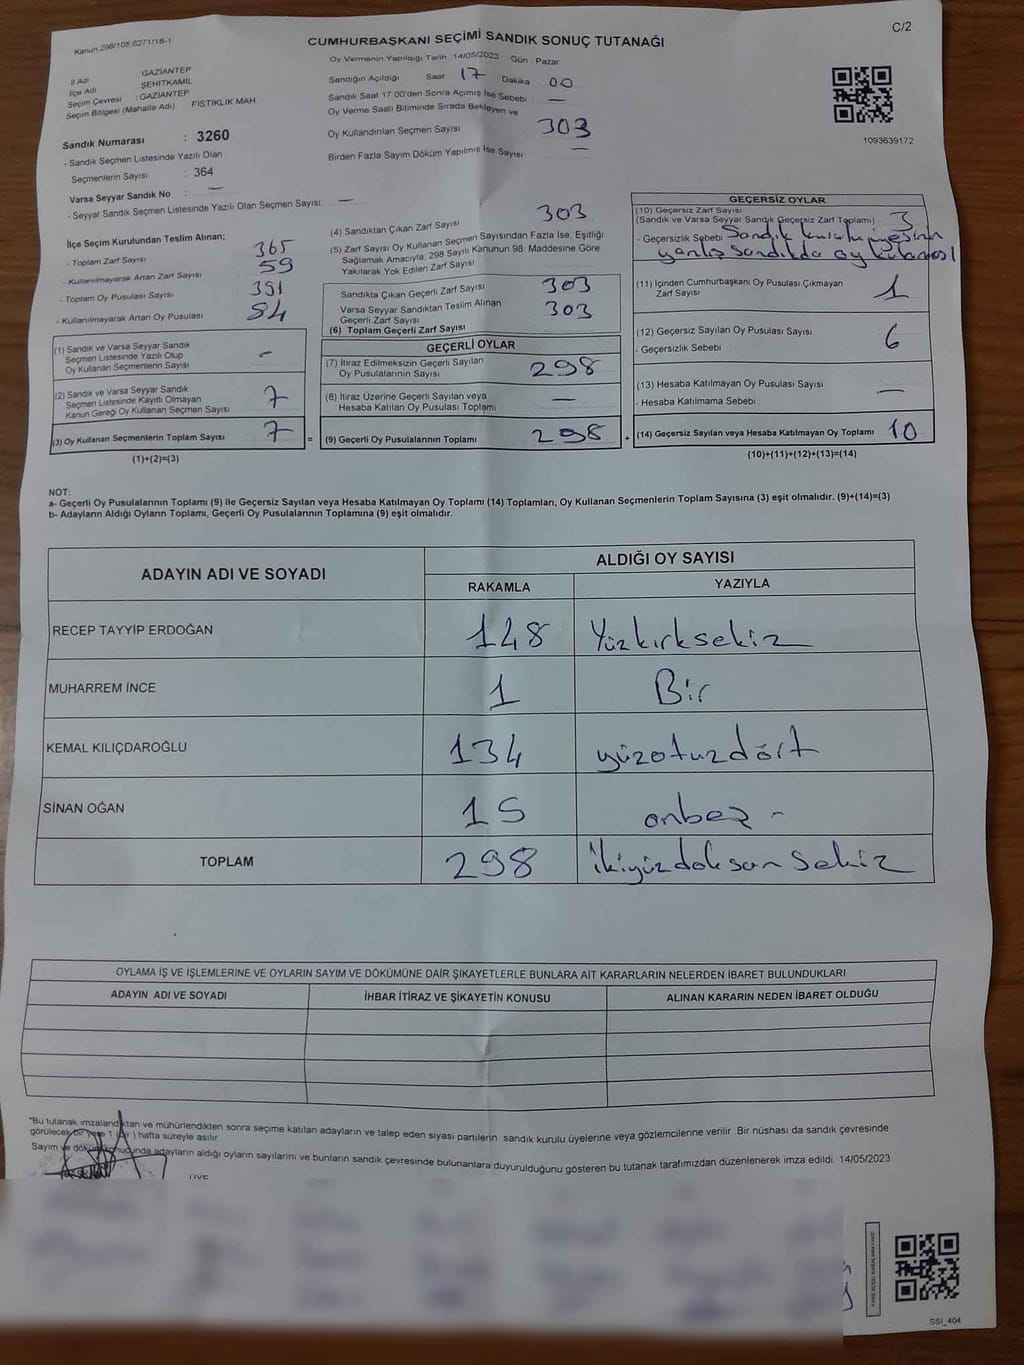 Kanun 298/105,6271/18-1
C/2
CUMHURBAŞKANI SEÇİMİ SANDIK SONUÇ TUTANAĞI
İl Adı GAZİANTEP
İlçe Adı ŞEHİTKAMİL
Seçim Çevresi : GAZİANTEP
Seçim Bölgesi (Mahalle Adı) FISTIKLIK MAH
Sandık Numarası : 3260
- Sandık Seçmen Listesinde Yazılı Olan
Seçmenlerin Sayısı : 364
Varsa Seyyar Sandık No : —
- Seyyar Sandık Seçmen Listesinde Yazılı Olan Seçmen Sayısı: —
Oy Vermenin Yapıldığı Tarih 14/05/2023 Gün Pazar
Sandığın Açıldığı Saat 17 Dakika 00
Sandık Saat 17:00'den Sonra Açımış İse Sebebi —
Oy Verme Saati Bitiminde Sırada Bekleyen ve
Oy Kullandırılan Seçmen Sayısı 303
Birden Fazla Sayım Döküm Yapılmış İse Sayısı —
1093639172
İlçe Seçim Kurulundan Teslim Alınan;
- Toplam Zarf Sayısı 365
- Kullanılmayarak Artan Zarf Sayısı 59
- Toplam Oy Pusulası Sayısı 391
- Kullanılmayarak Artan Oy Pusulası 84
(1) Sandık ve Varsa Seyyar Sandık
Seçmen Listesinde Yazılı Olup
Oy Kullanan Seçmenlerin Sayısı -
(2) Sandık ve Varsa Seyyar Sandık
Seçmen Listesinde Kayıtlı Olmayan
Kanun Gereği Oy Kullanan Seçmen Sayısı 7
(3) Oy Kullanan Seçmenlerin Toplam Sayısı 7 =
(1)+(2)=(3)
(4) Sandıktan Çıkan Zarf Sayısı 303
(5) Zarf Sayısı Oy Kullanan Seçmen Sayısından Fazla İse, Eşitliği
Sağlamak Amacıyla, 298 Sayılı Kanunun 98. Maddesine Göre
Yakılarak Yok Edilen Zarf Sayısı
Sandıkta Çıkan Geçerli Zarf Sayısı 303
Varsa Seyyar Sandıktan Teslim Alınan
Geçerli Zarf Sayısı 303
(6) Toplam Geçerli Zarf Sayısı
GEÇERLİ OYLAR
(7) İtiraz Edilmeksizin Geçerli Sayılan
Oy Pusulalarının Sayısı 298
(8) İtiraz Üzerine Geçerli Sayılan veya
Hesaba Katılan Oy Pusulası Toplamı —
(9) Geçerli Oy Pusulalarının Toplamı 298 +
GEÇERSİZ OYLAR
(10) Geçersiz Zarf Sayısı
(Sandık ve Varsa Seyyar Sandık Geçersiz Zarf Toplamı) 3
- Geçersizlik Sebebi Sandık kurulu üyesinin
yanlış sandıkda oy kullanması
(11) İçinden Cumhurbaşkanı Oy Pusulası Çıkmayan
Zarf Sayısı 1
(12) Geçersiz Sayılan Oy Pusulası Sayısı 6
- Geçersizlik Sebebi :
(13) Hesaba Katılmayan Oy Pusulası Sayısı —
- Hesaba Katılmama Sebebi :
(14) Geçersiz Sayılan veya Hesaba Katılmayan Oy Toplamı 10
(10)+(11)+(12)+(13)=(14)
NOT:
a- Geçerli Oy Pusulalarının Toplamı (9) ile Geçersiz Sayılan veya Hesaba Katılmayan Oy Toplamı (14) Toplamları, Oy Kullanan Seçmenlerin Toplam Sayısına (3) eşit olmalıdır. (9)+(14)=(3)
b- Adayların Aldığı Oyların Toplamı, Geçerli Oy Pusulalarının Toplamına (9) eşit olmalıdır.
ADAYIN ADI VE SOYADI
ALDIĞI OY SAYISI
RAKAMLA YAZIYLA
RECEP TAYYİP ERDOĞAN 148 Yüzkırksekiz
MUHARREM İNCE 1 Bir
KEMAL KILIÇDAROĞLU 134 yüzotuzdört
SİNAN OĞAN 15 onbeş -
TOPLAM 298 ikiyüzdoksansekiz
OYLAMA İŞ VE İŞLEMLERİNE VE OYLARIN SAYIM VE DÖKÜMÜNE DAİR ŞİKAYETLERLE BUNLARA AİT KARARLARIN NELERDEN İBARET BULUNDUKLARI
ADAYIN ADI VE SOYADI İHBAR İTİRAZ VE ŞİKAYETİN KONUSU ALINAN KARARIN NEDEN İBARET OLDUĞU
*Bu tutanak imzalandıktan ve mühürlendikten sonra seçime katılan adayların ve talep eden siyasi partilerin sandık kurulu üyelerine veya gözlemcilerine verilir. Bir nüshası da sandık çevresinde
görülecek bir yere 1 (bir) hafta süreyle asılır.
Sayım ve döküm sonucunda adayların aldığı oyların sayılarını ve bunların sandık çevresinde bulunanlara duyurulduğunu gösteren bu tutanak tarafımızdan düzenlenerek imza edildi. 14/05/2023
SSI_404